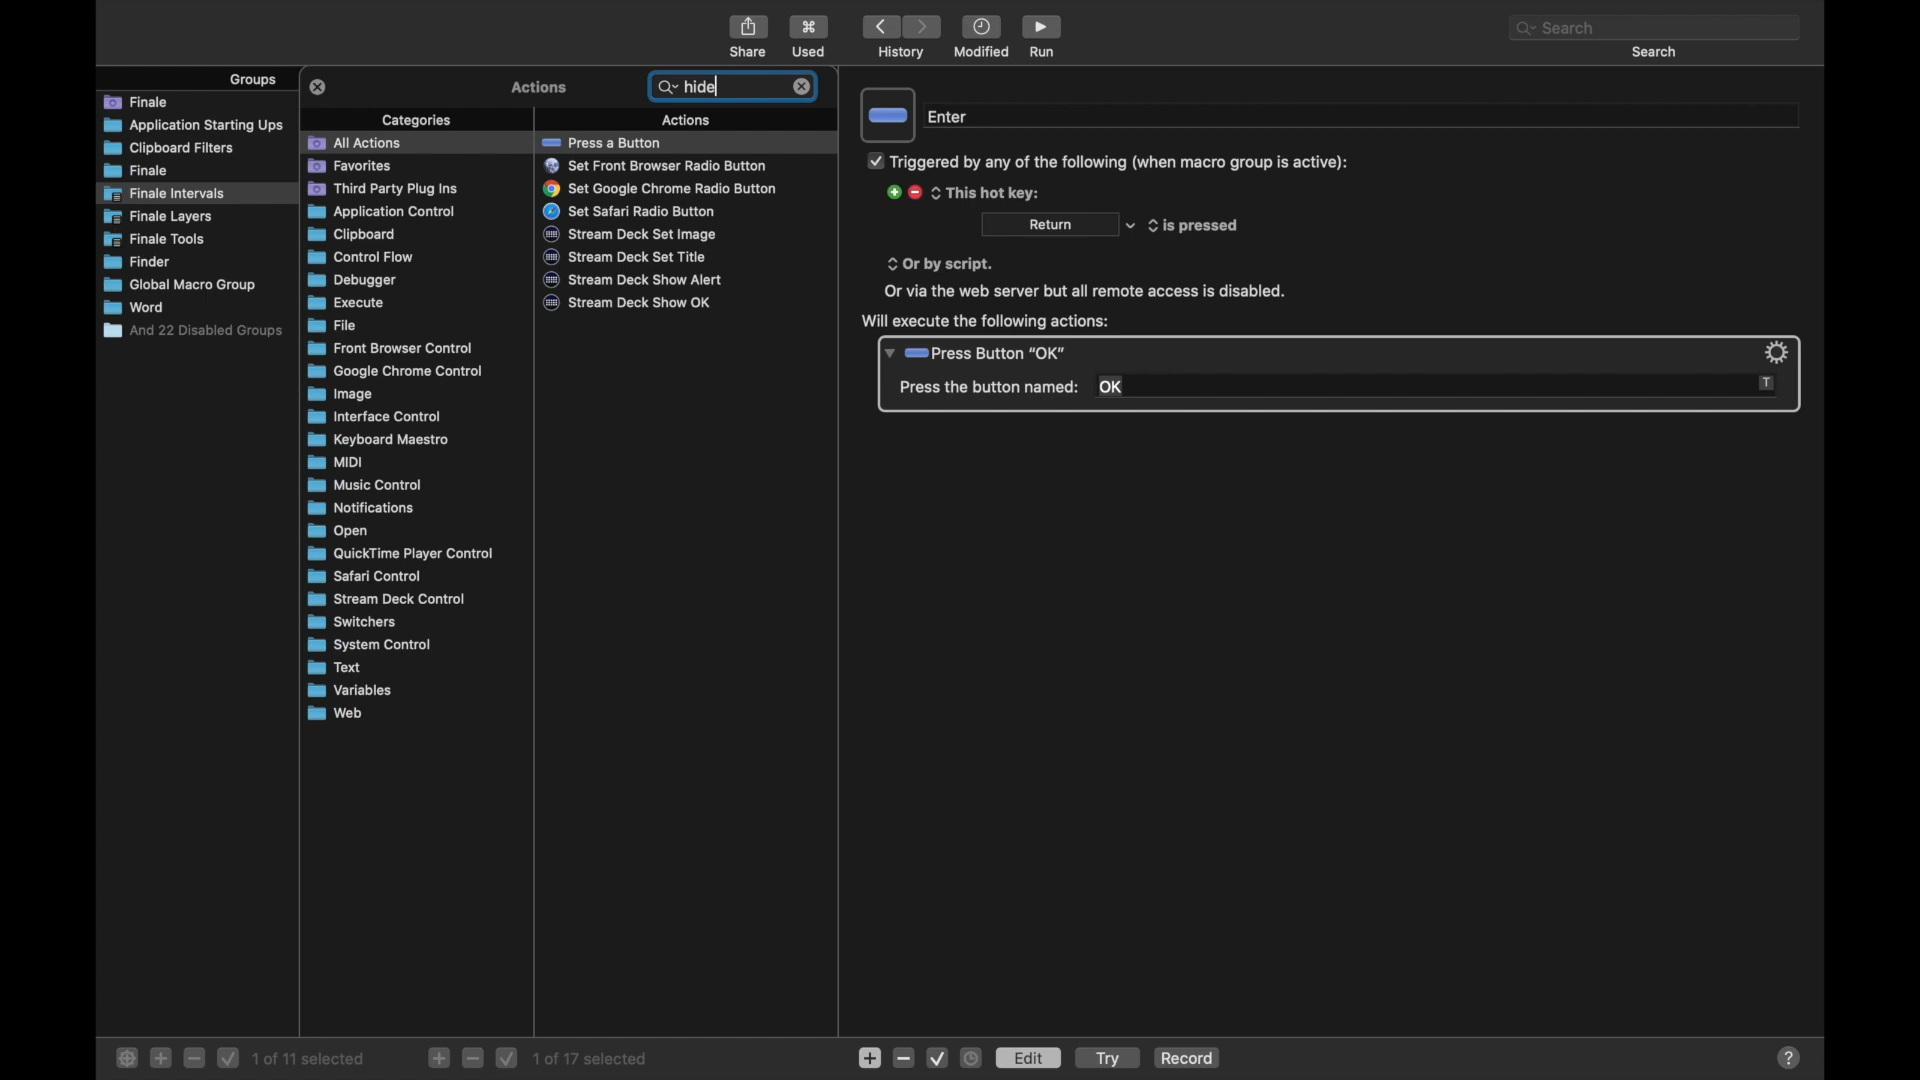 Share
Used
History
Modified
Run
Search
Search
Groups
Finale
Application Starting Ups
Clipboard Filters
Finale
Finale Intervals
Finale Layers
Finale Tools
Finder
Global Macro Group
Word
And 22 Disabled Groups
Actions
hide
Categories
All Actions
Favorites
Third Party Plug Ins
Application Control
Clipboard
Control Flow
Debugger
Execute
File
Front Browser Control
Google Chrome Control
Image
Interface Control
Keyboard Maestro
MIDI
Music Control
Notifications
Open
QuickTime Player Control
Safari Control
Stream Deck Control
Switchers
System Control
Text
Variables
Web
Actions
Press a Button
Set Front Browser Radio Button
Set Google Chrome Radio Button
Set Safari Radio Button
Stream Deck Set Image
Stream Deck Set Title
Stream Deck Show Alert
Stream Deck Show OK
Enter
Triggered by any of the following (when macro group is active):
This hot key:
Return is pressed
Or by script.
Or via the web server but all remote access is disabled.
Will execute the following actions:
Press Button “OK”
Press the button named: OK T
1 of 11 selected
1 of 17 selected
Edit
Try
Record
?